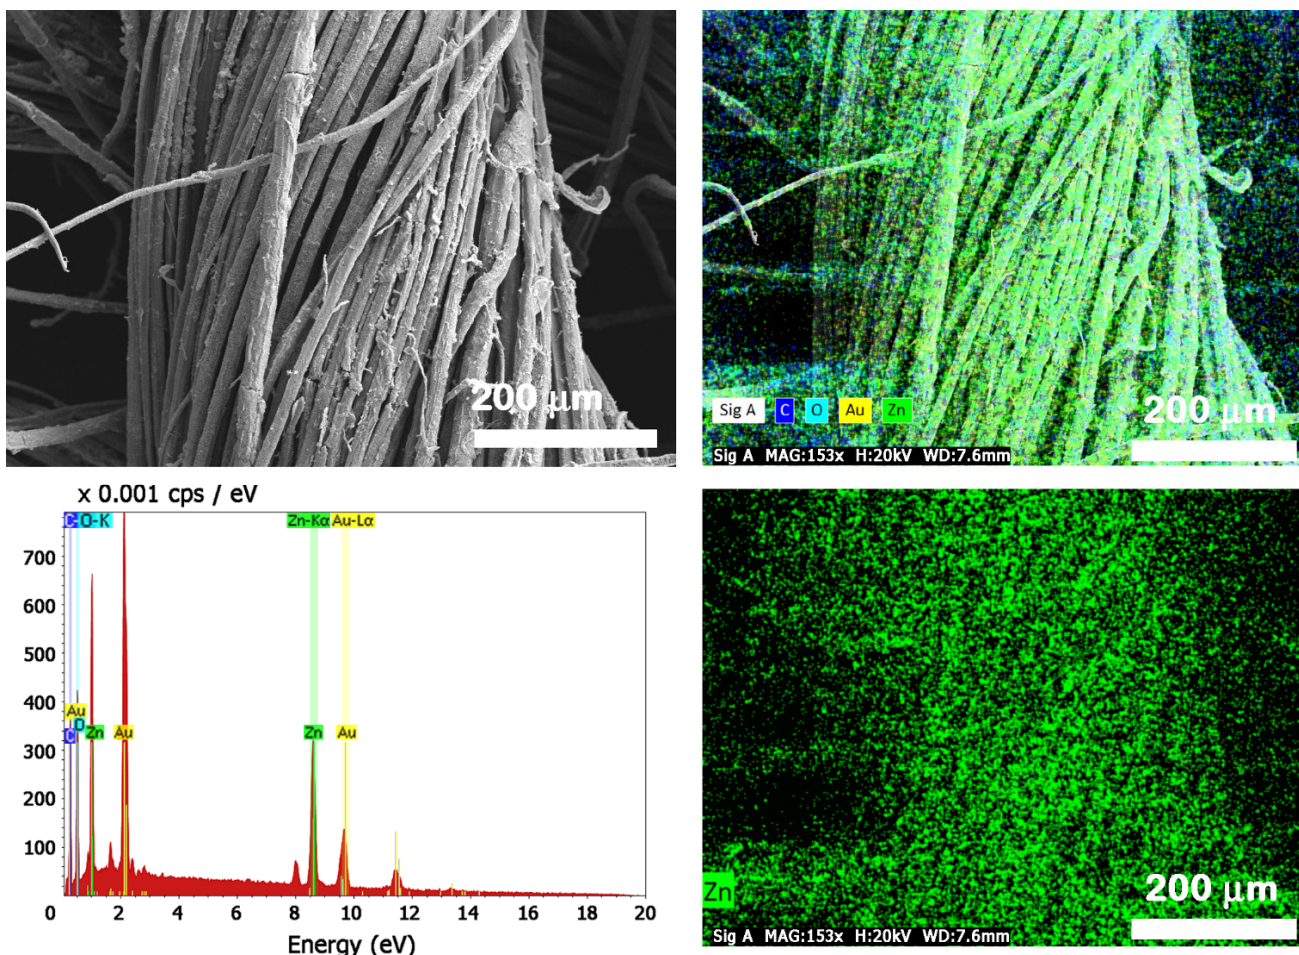 200 μm
Sig A C O Au Zn
200 μm
Sig A MAG:153x H:20kV WD:7.6mm
x 0.001 cps / eV
C- O-K Zn-Kα Au-Lα
700
600
500
400
300
200
100
Au
O
C Zn Au Zn Au
0 2 4 6 8 10 12 14 16 18 20
Energy (eV)
Zn
200 μm
Sig A MAG:153x H:20kV WD:7.6mm